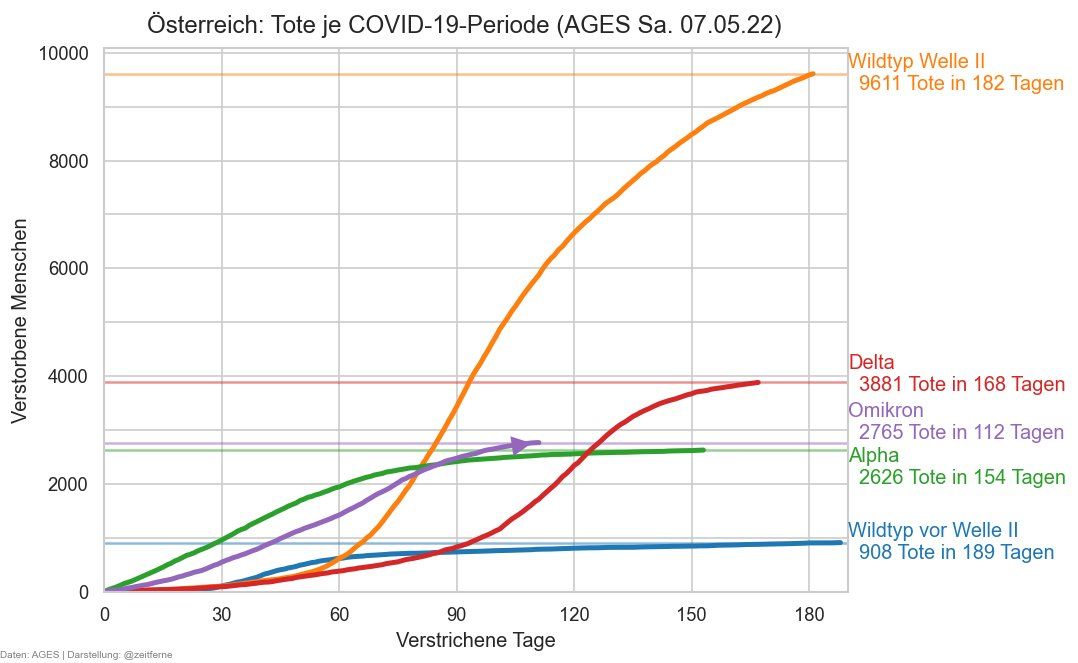 Österreich: Tote je COVID-19-Periode (AGES Sa. 07.05.22)
10000
8000
6000
4000
2000
0
Verstorbene Menschen
0 30 60 90 120 150 180
Verstrichene Tage
Wildtyp Welle II
9611 Tote in 182 Tagen
Delta
3881 Tote in 168 Tagen
Omikron
2765 Tote in 112 Tagen
Alpha
2626 Tote in 154 Tagen
Wildtyp vor Welle II
908 Tote in 189 Tagen
Daten: AGES | Darstellung: @zeitferne